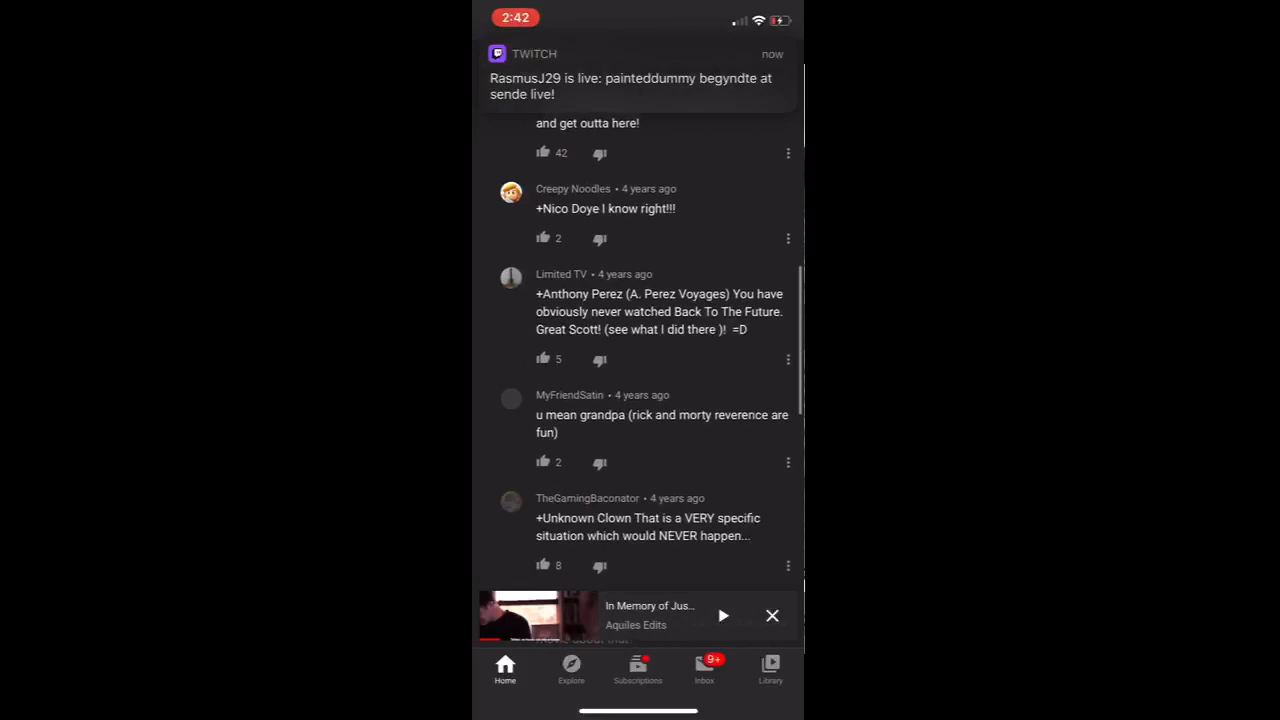 2:42
TWITCH
now
RasmusJ29 is live: painteddummy begyndte at
sende live!
and get outta here!
42
Creepy Noodles • 4 years ago
+Nico Doye I know right!!!
2
Limited TV • 4 years ago
+Anthony Perez (A. Perez Voyages) You have
obviously never watched Back To The Future.
Great Scott! (see what I did there )!  =D
5
MyFriendSatin • 4 years ago
u mean grandpa (rick and morty reverence are
fun)
2
TheGamingBaconator • 4 years ago
+Unknown Clown That is a VERY specific
situation which would NEVER happen...
8
In Memory of Jus...
Aquiles Edits
9+
Home
Explore
Subscriptions
Inbox
Library